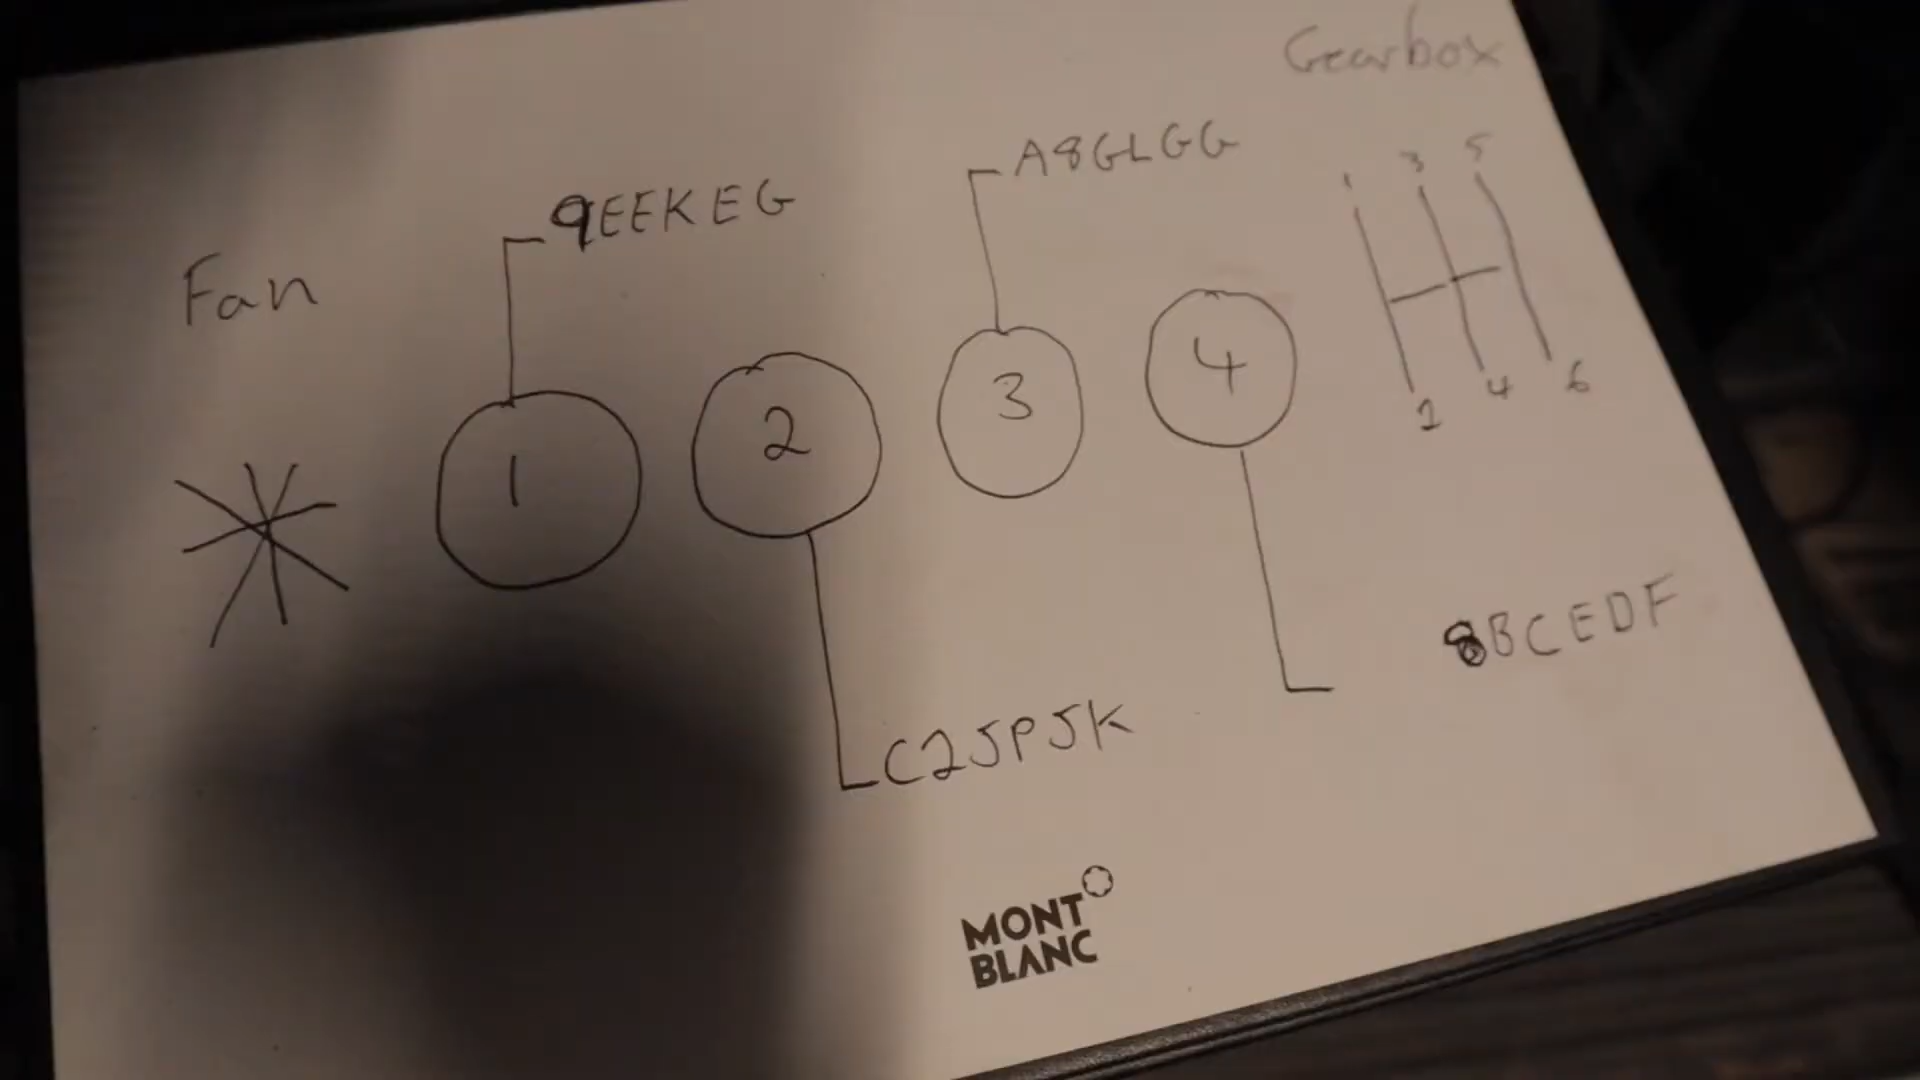 Gearbox
A8GLGG
9EEKEG
Fan
1 3 5
1 2 3 4
2 4 6
8BCEDF
C2JPJK
MONT
BLANC